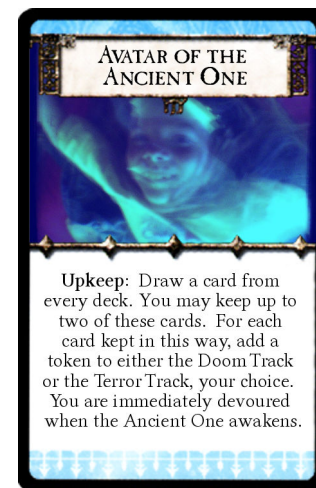 AVATAR OF THE
ANCIENT ONE
Upkeep: Draw a card from
every deck. You may keep up to
two of these cards. For each
card kept in this way, add a
token to either the Doom Track
or the Terror Track, your choice.
You are immediately devoured
when the Ancient One awakens.